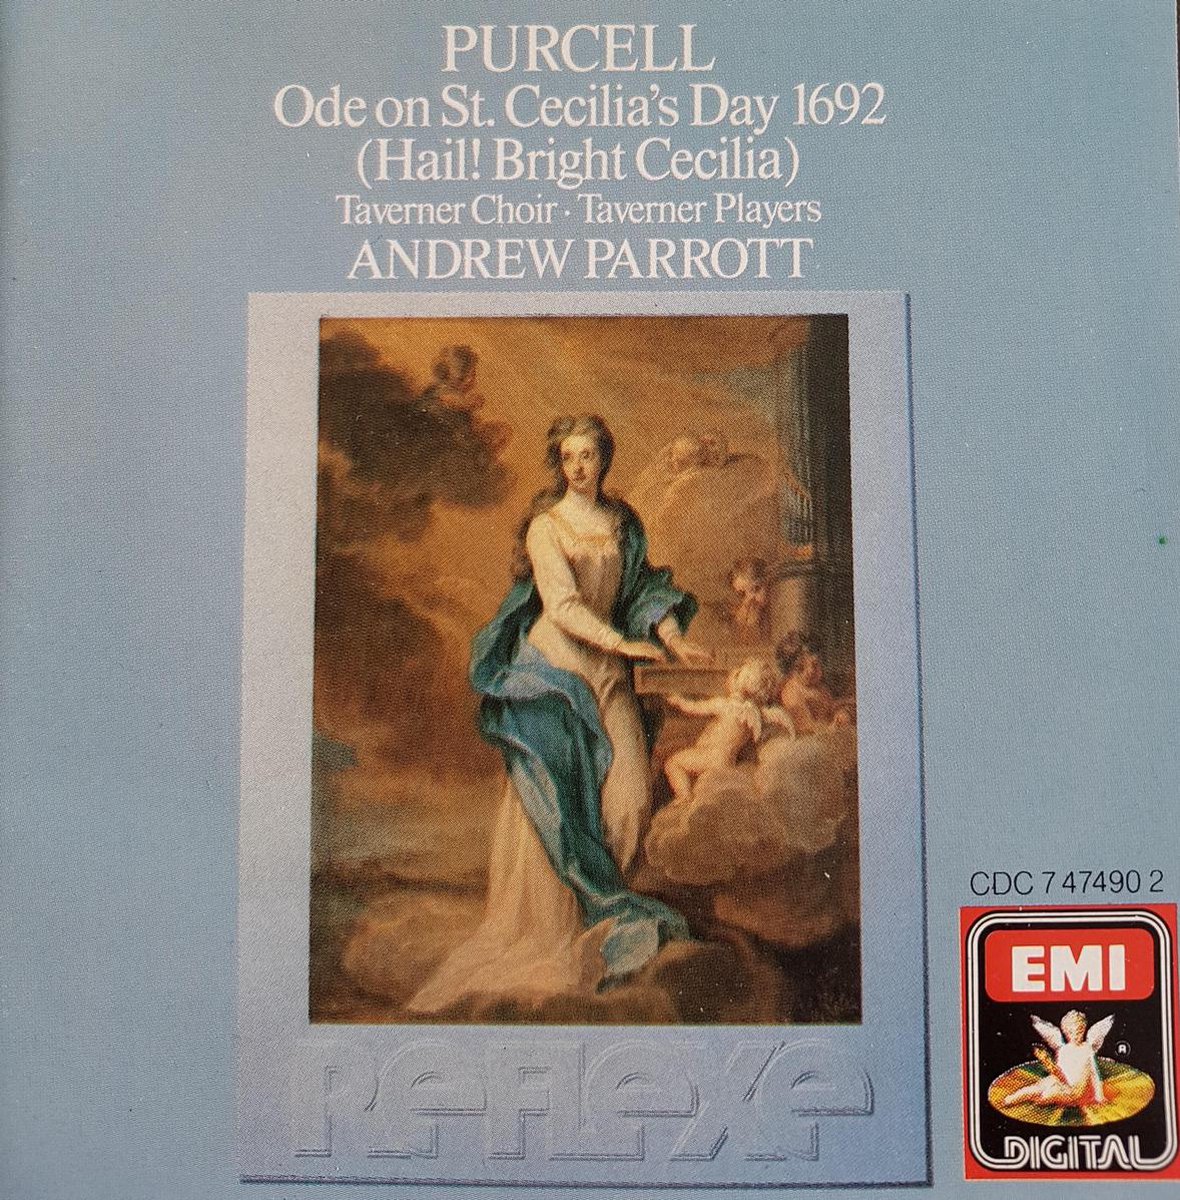 PURCELL
Ode on St. Cecilia's Day 1692
(Hail! Bright Cecilia)
Taverner Choir · Taverner Players
ANDREW PARROTT
CDC 7 47490 2
EMI
®
DIGITAL
REFLEXE